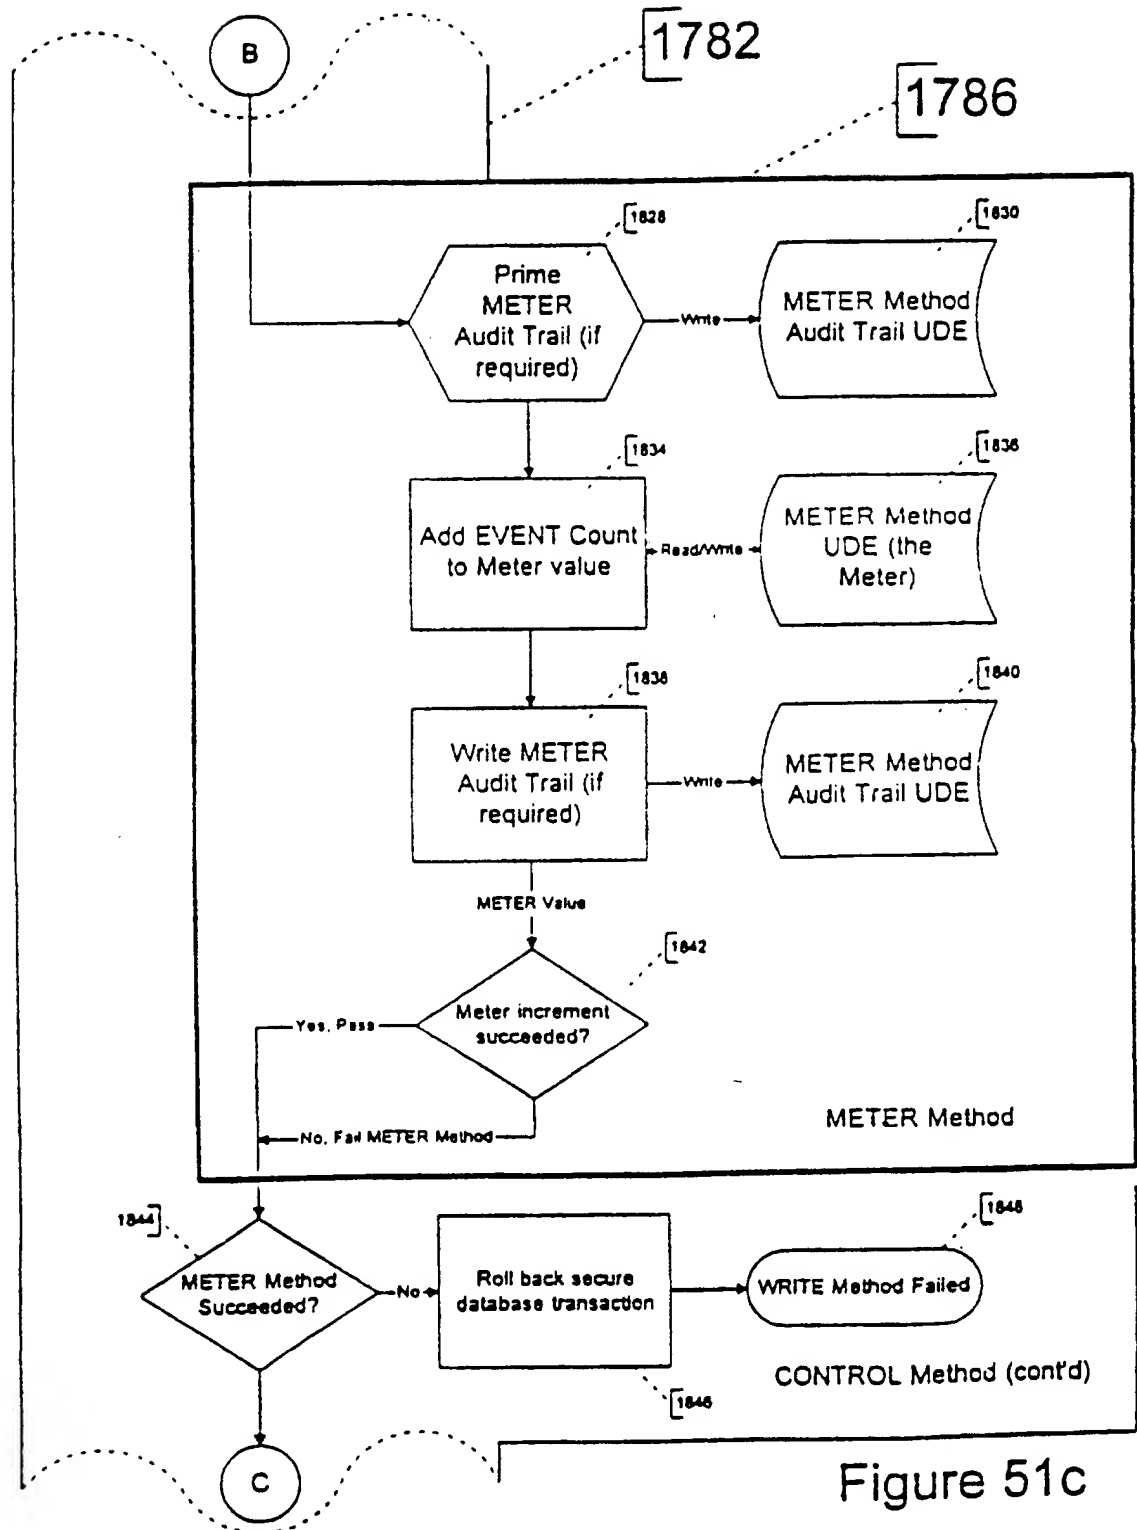 B
1782
1786
1828
1830
Prime
METER
Audit Trail (if
required)
Write
METER Method
Audit Trail UDE
1834
1836
Add EVENT Count
to Meter value
Read/Write
METER Method
UDE (the
Meter)
1838
1840
Write METER
Audit Trail (if
required)
Write
METER Method
Audit Trail UDE
METER Value
1842
Meter increment
succeeded?
Yes, Pass
No, Fail METER Method
METER Method
1844
1848
METER Method
Succeeded?
No
Roll back secure
database transaction
WRITE Method Failed
1846
CONTROL Method (cont'd)
C
Figure 51c